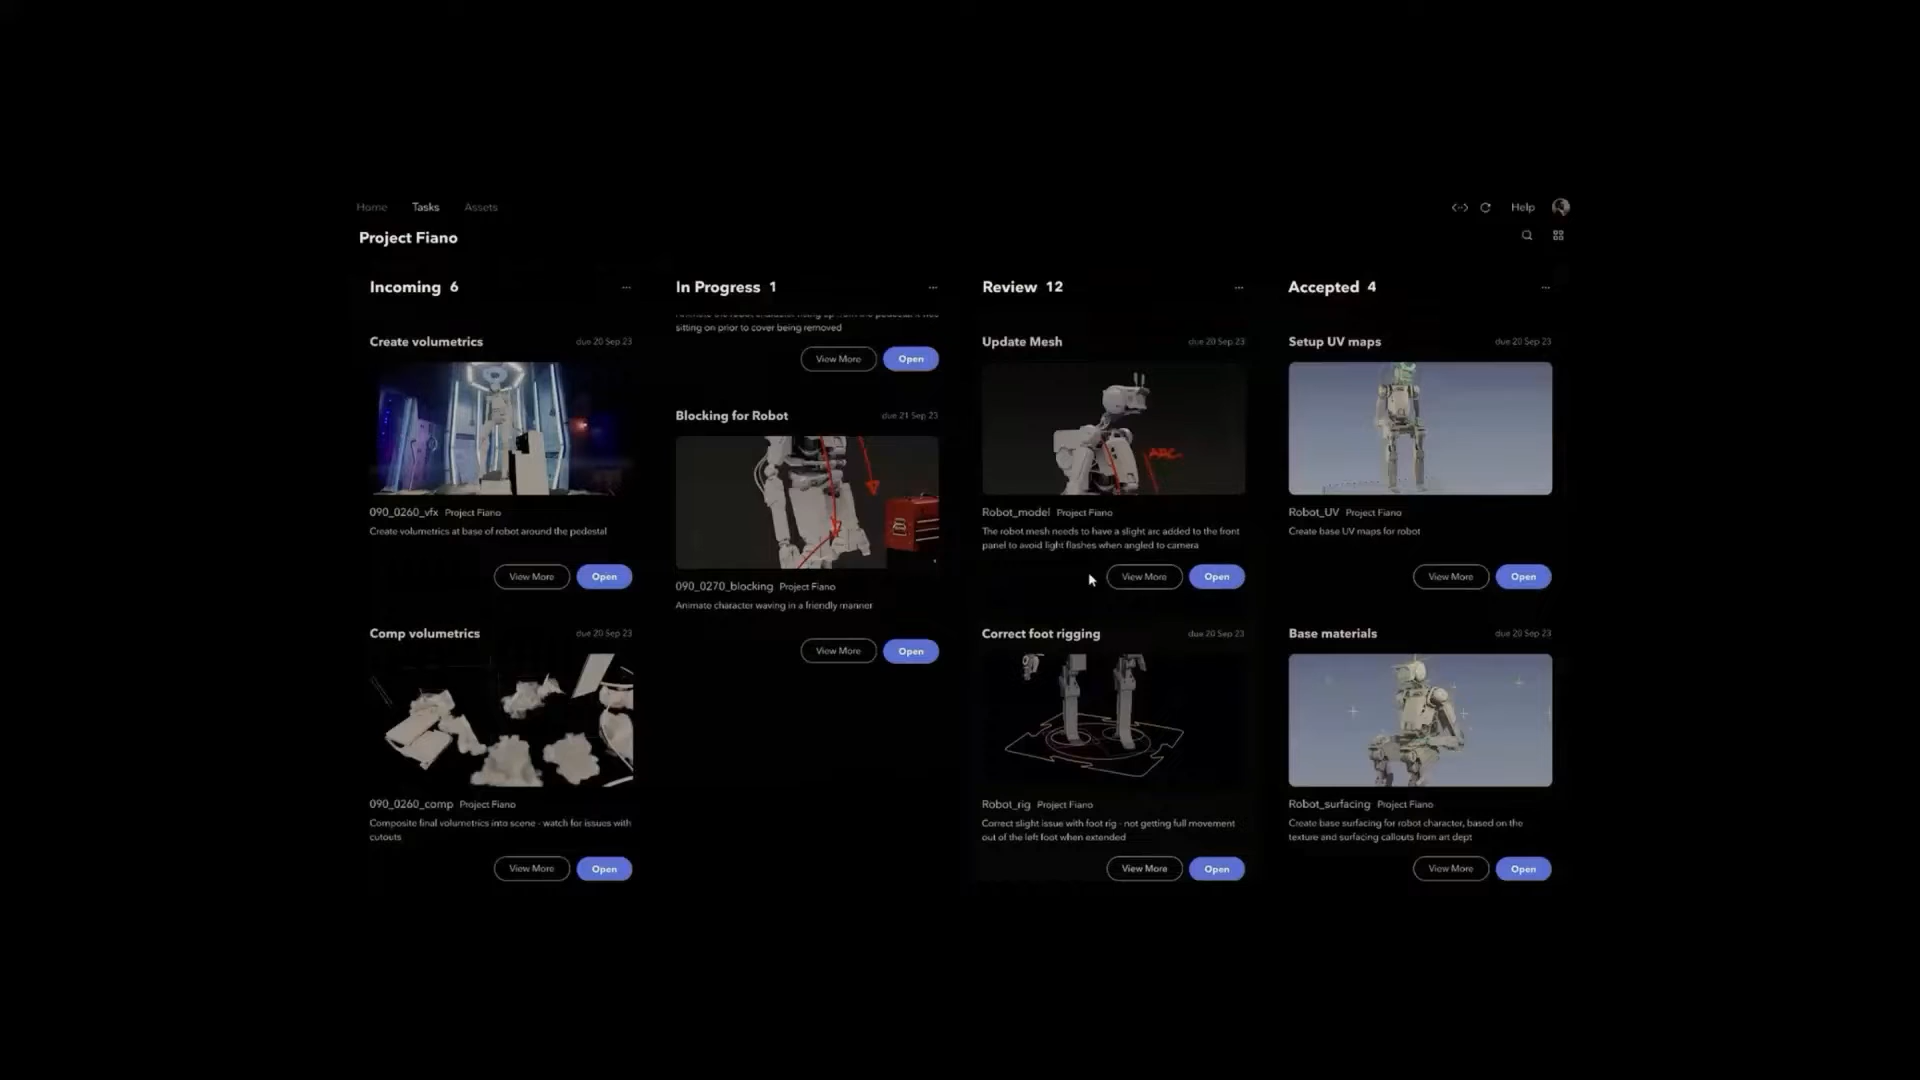 Home Tasks Assets
Help
Project Fiano
Incoming 6
Create volumetrics due 20 Sep 23
090_0260_vfx Project Fiano
Create volumetrics at base of robot around the pedestal
View More Open
Comp volumetrics due 20 Sep 23
090_0260_comp Project Fiano
Composite final volumetrics into scene - watch for issues with
cutouts
View More Open
In Progress 1
sitting on prior to cover being removed
View More Open
Blocking for Robot due 21 Sep 23
090_0270_blocking Project Fiano
Animate character waving in a friendly manner
View More Open
Review 12
Update Mesh due 20 Sep 23
ABC
Robot_model Project Fiano
The robot mesh needs to have a slight arc added to the front
panel to avoid light flashes when angled to camera
View More Open
Correct foot rigging due 20 Sep 23
Robot_rig Project Fiano
Correct slight issue with foot rig - not getting full movement
out of the left foot when extended
View More Open
Accepted 4
Setup UV maps due 20 Sep 23
Robot_UV Project Fiano
Create base UV maps for robot
View More Open
Base materials due 20 Sep 23
Robot_surfacing Project Fiano
Create base surfacing for robot character, based on the
texture and surfacing callouts from art dept
View More Open